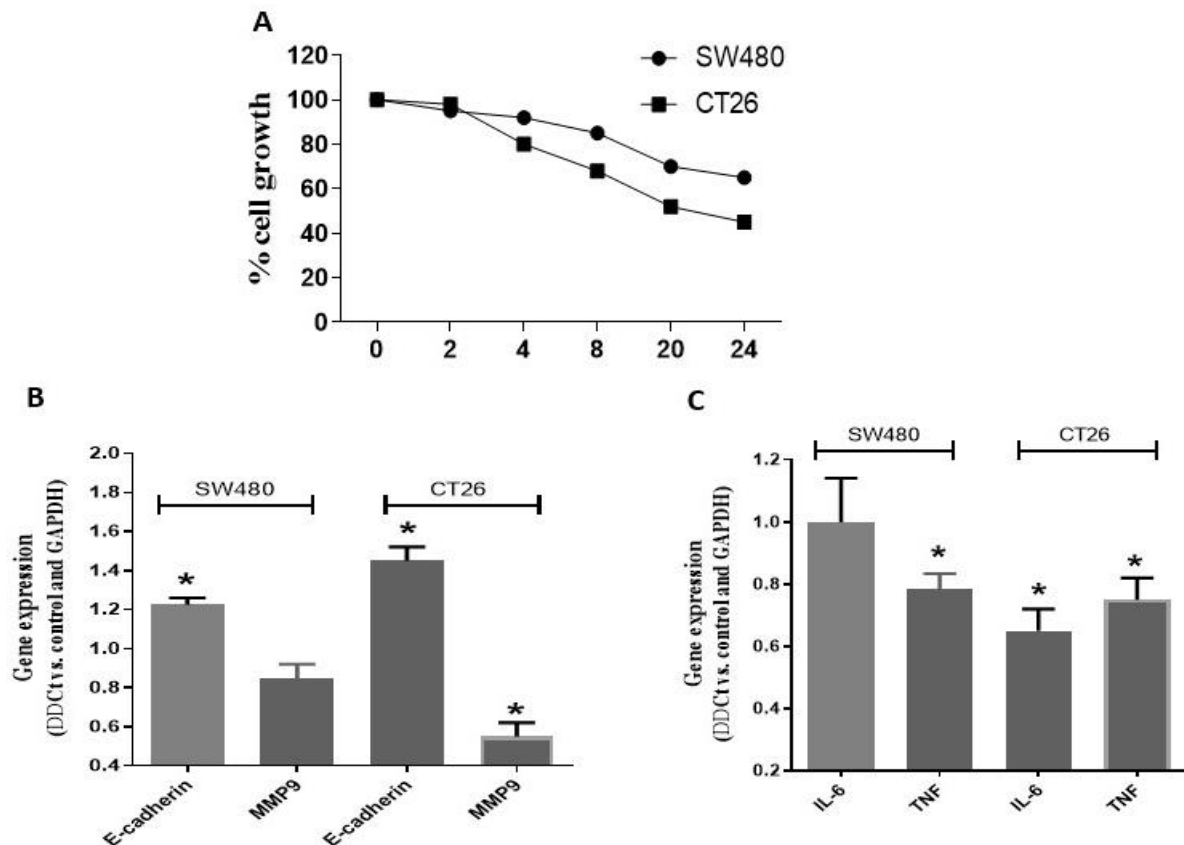 A
120
100
80
60
40
20
0
% cell growth
SW480
CT26
0 2 4 8 20 24
B
2.0
1.8
1.6
1.4
1.2
1.0
0.8
0.6
0.4
Gene expression
(DDCt vs. control and GAPDH)
SW480
CT26
*
*
*
E-cadherin
MMP9
E-cadherin
MMP9
C
1.2
1.0
0.8
0.6
0.4
0.2
Gene expression
(DDCt vs. control and GAPDH)
SW480
CT26
*
*
*
IL-6
TNF
IL-6
TNF